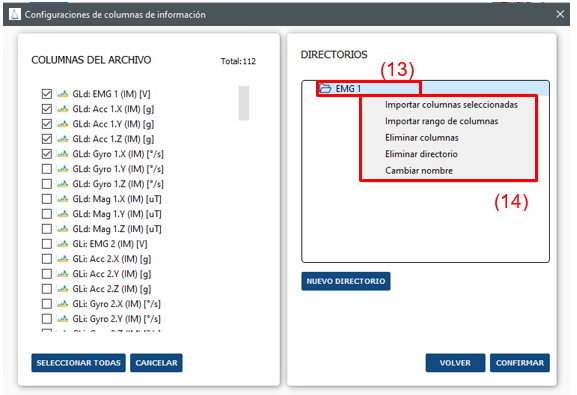 Configuraciones de columnas de información
COLUMNAS DEL ARCHIVO
Total:112
GLd: EMG 1 (IM) [V]
GLd: Acc 1.X (IM) [g]
GLd: Acc 1.Y (IM) [g]
GLd: Acc 1.Z (IM) [g]
GLd: Gyro 1.X (IM) [°/s]
GLd: Gyro 1.Y (IM) [°/s]
GLd: Gyro 1.Z (IM) [°/s]
GLd: Mag 1.X (IM) [uT]
GLd: Mag 1.Y (IM) [uT]
GLd: Mag 1.Z (IM) [uT]
GLi: EMG 2 (IM) [V]
GLi: Acc 2.X (IM) [g]
GLi: Acc 2.Y (IM) [g]
GLi: Acc 2.Z (IM) [g]
GLi: Gyro 2.X (IM) [°/s]
GLi: Gyro 2.Y (IM) [°/s]
GLi: Gyro 2.Z (IM) [°/s]
SELECCIONAR TODAS
CANCELAR
DIRECTORIOS
(13)
EMG 1
Importar columnas seleccionadas
Importar rango de columnas
Eliminar columnas
Eliminar directorio
Cambiar nombre
(14)
NUEVO DIRECTORIO
VOLVER
CONFIRMAR